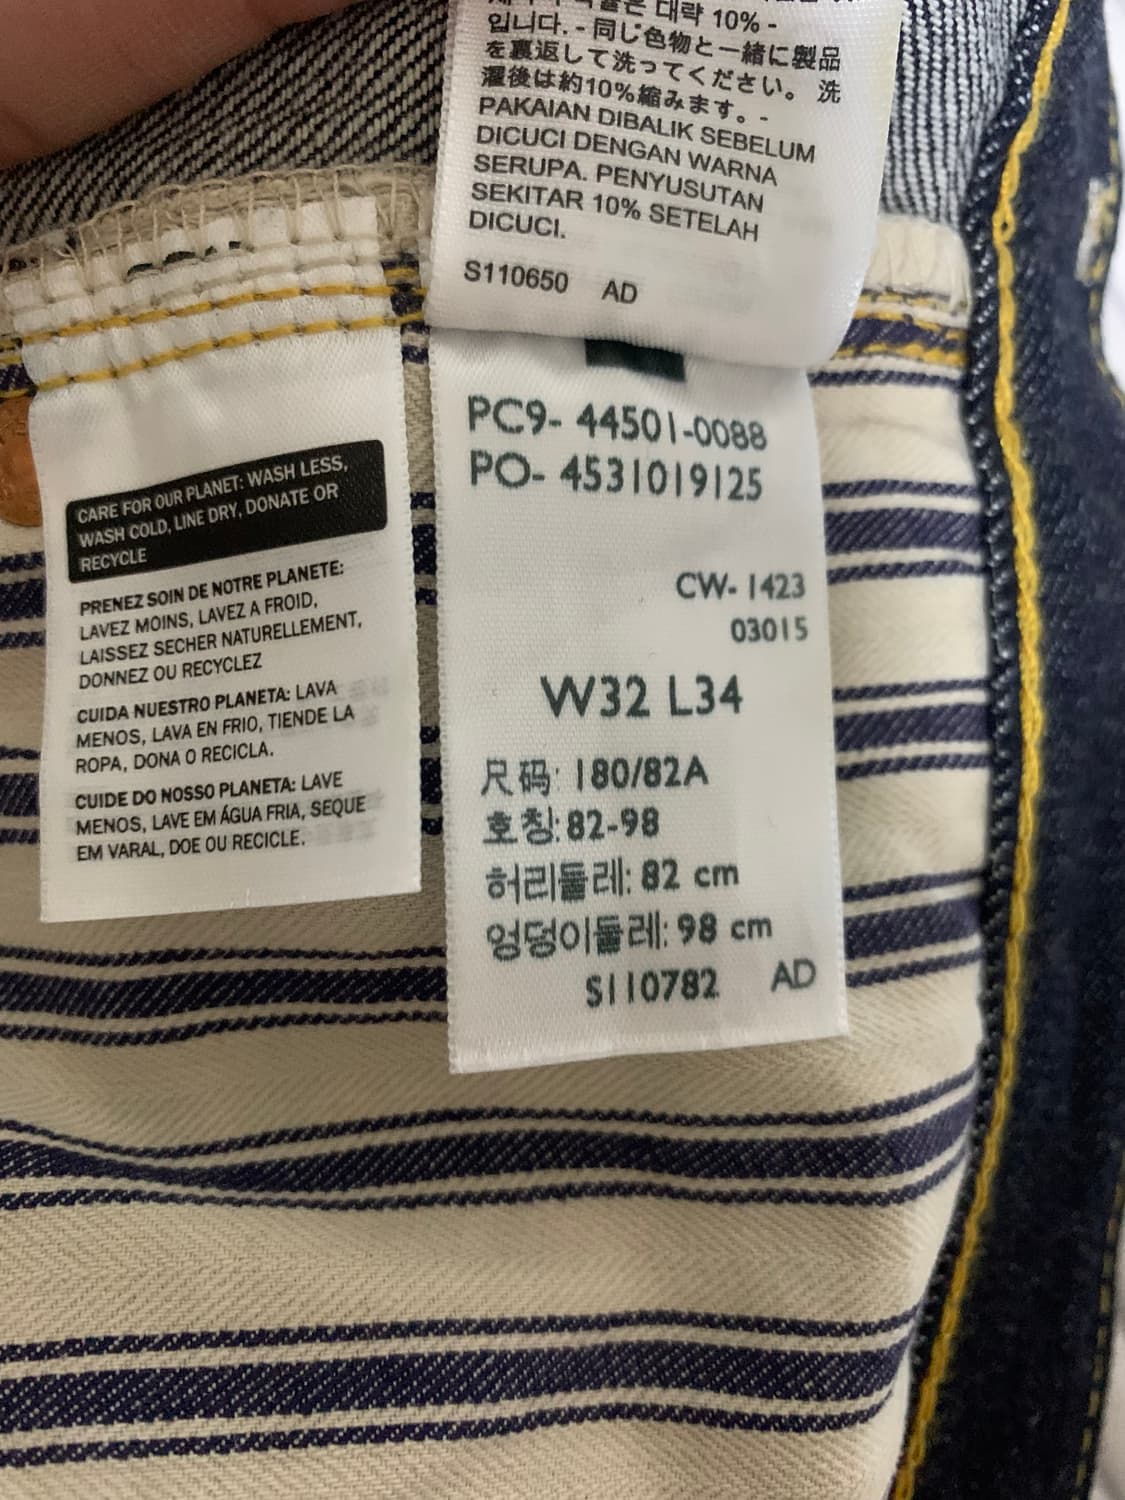 대략 10% -
입니다. - 同じ色物と一緒に製品
を裏返して洗ってください。 洗
濯後は約10%縮みます。-
PAKAIAN DIBALIK SEBELUM
DICUCI DENGAN WARNA
SERUPA. PENYUSUTAN
SEKITAR 10% SETELAH
DICUCI.
S110650 AD
CARE FOR OUR PLANET: WASH LESS,
WASH COLD, LINE DRY, DONATE OR
RECYCLE
PRENEZ SOIN DE NOTRE PLANETE:
LAVEZ MOINS, LAVEZ A FROID,
LAISSEZ SECHER NATURELLEMENT,
DONNEZ OU RECYCLEZ
CUIDA NUESTRO PLANETA: LAVA
MENOS, LAVA EN FRIO, TIENDE LA
ROPA, DONA O RECICLA.
CUIDE DO NOSSO PLANETA: LAVE
MENOS, LAVE EM ÁGUA FRIA, SEQUE
EM VARAL, DOE OU RECICLE.
PC9- 44501-0088
PO- 4531019125
CW- 1423
03015
W32 L34
尺码: 180/82A
호칭: 82-98
허리둘레: 82 cm
엉덩이둘레: 98 cm
S110782 AD